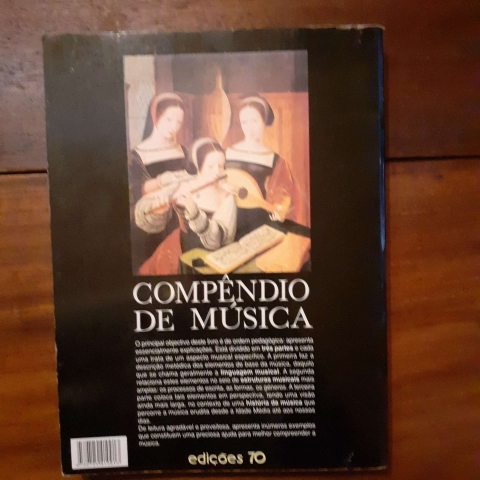 COMPÊNDIO
DE MÚSICA
O principal objectivo deste livro é de ordem pedagógica: apresenta
essencialmente explicações. Está dividido em três partes e cada
uma trata de um aspecto musical específico. A primeira faz a
descrição metódica dos elementos de base da música, daquilo
que se chama geralmente a linguagem musical. A segunda
relaciona estes elementos no seio de estruturas musicais mais
amplas: os processos de escrita, as formas, os géneros. A terceira
parte coloca tais elementos em perspectiva, tendo uma visão
ainda mais larga, no contexto de uma história da música que
percorre a música erudita desde a Idade Média até aos nossos
dias.
De leitura agradável e proveitosa, apresenta inúmeros exemplos
que constituem uma preciosa ajuda para melhor compreender a
música.
edições 70